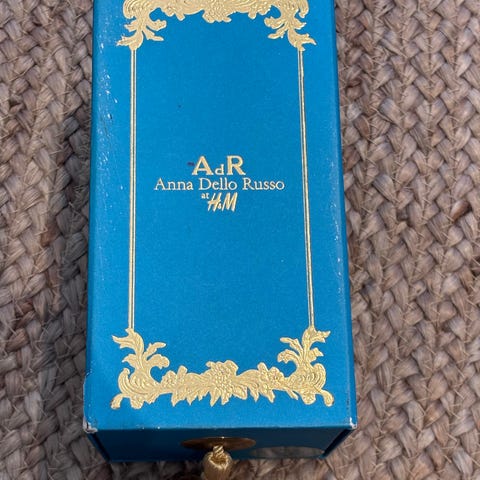 AdR
Anna Dello Russo
at
H&M